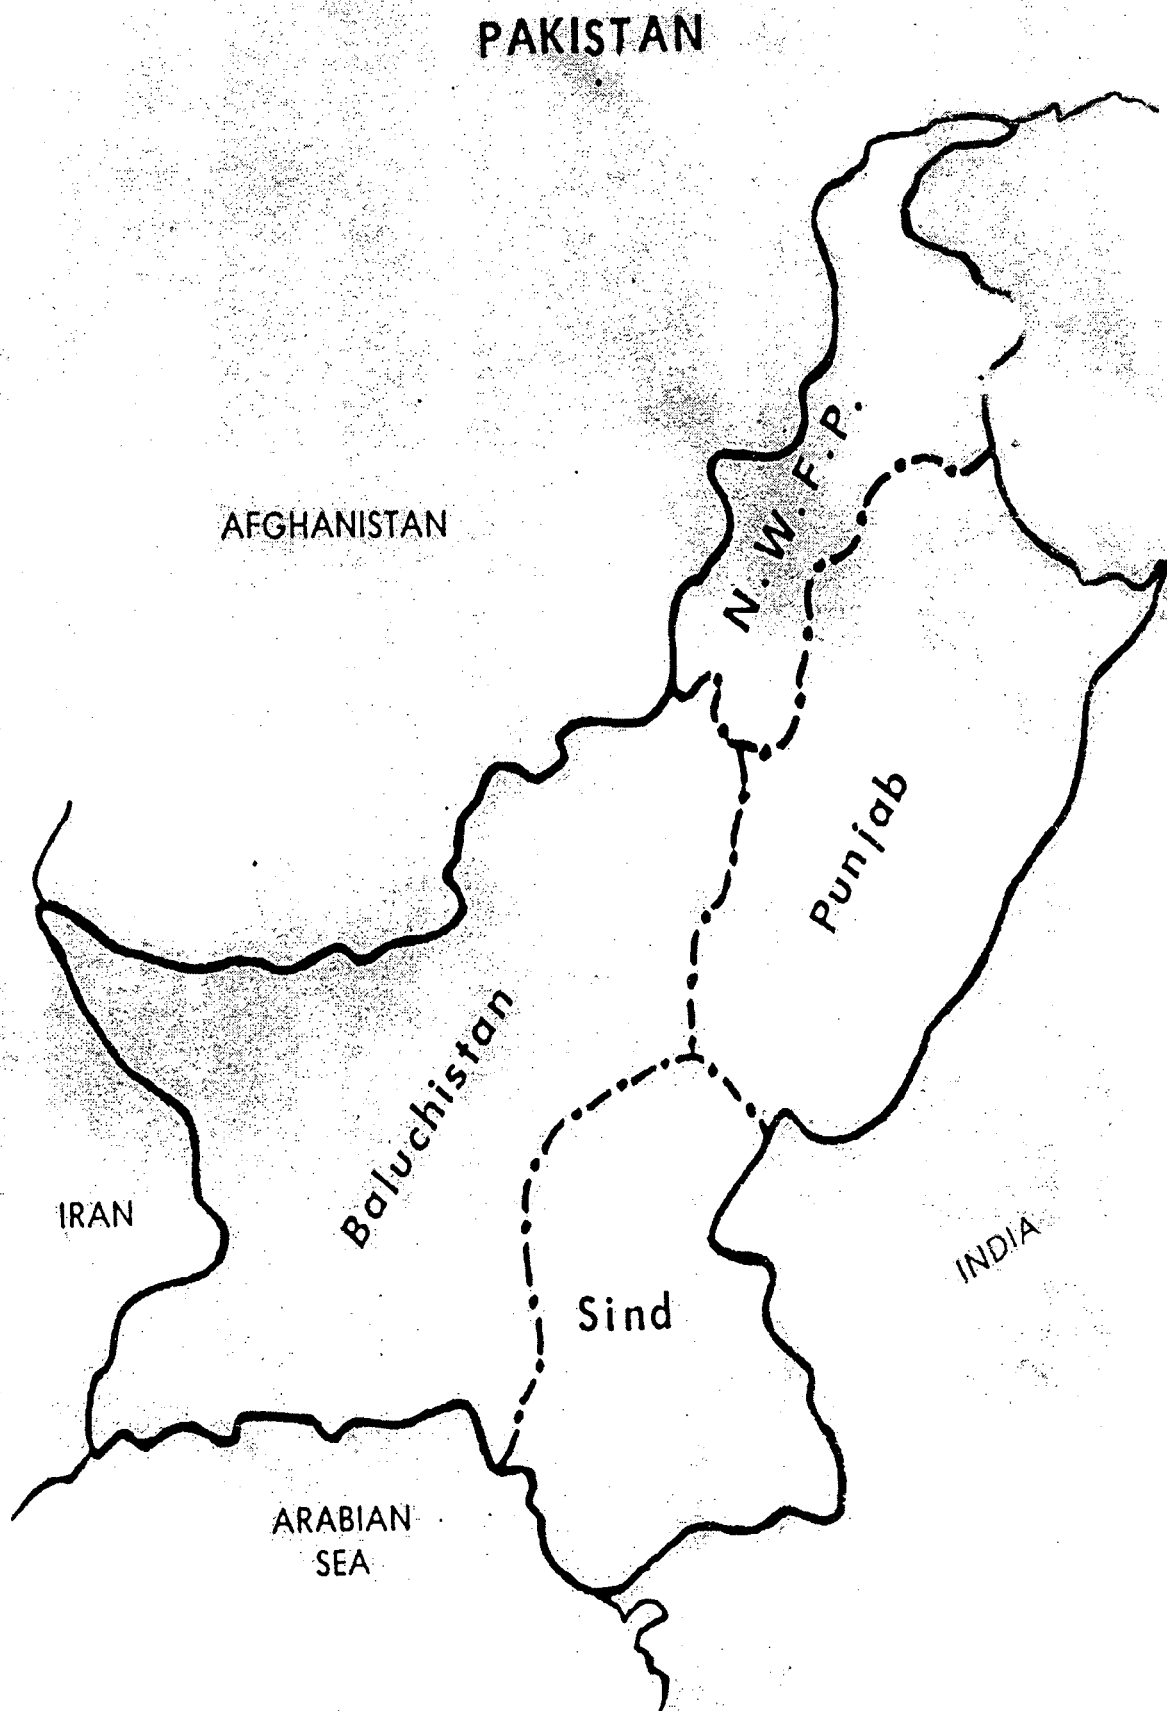 PAKISTAN
N.W.F.P.
AFGHANISTAN
Punjab
Baluchistan
IRAN
INDIA
Sind
ARABIAN
SEA